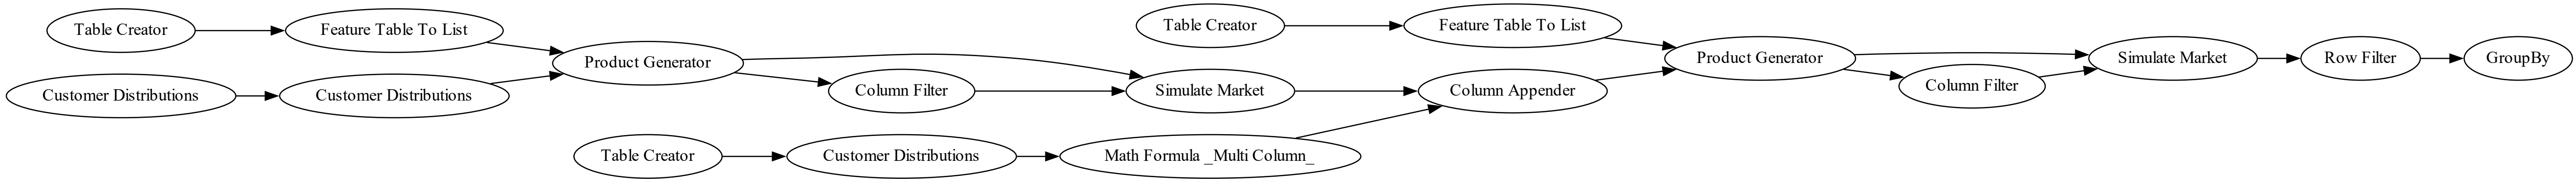 Table Creator
Feature Table To List
Customer Distributions
Customer Distributions
Product Generator
Column Filter
Simulate Market
Table Creator
Customer Distributions
Math Formula _Multi Column_
Column Appender
Table Creator
Feature Table To List
Product Generator
Column Filter
Simulate Market
Row Filter
GroupBy